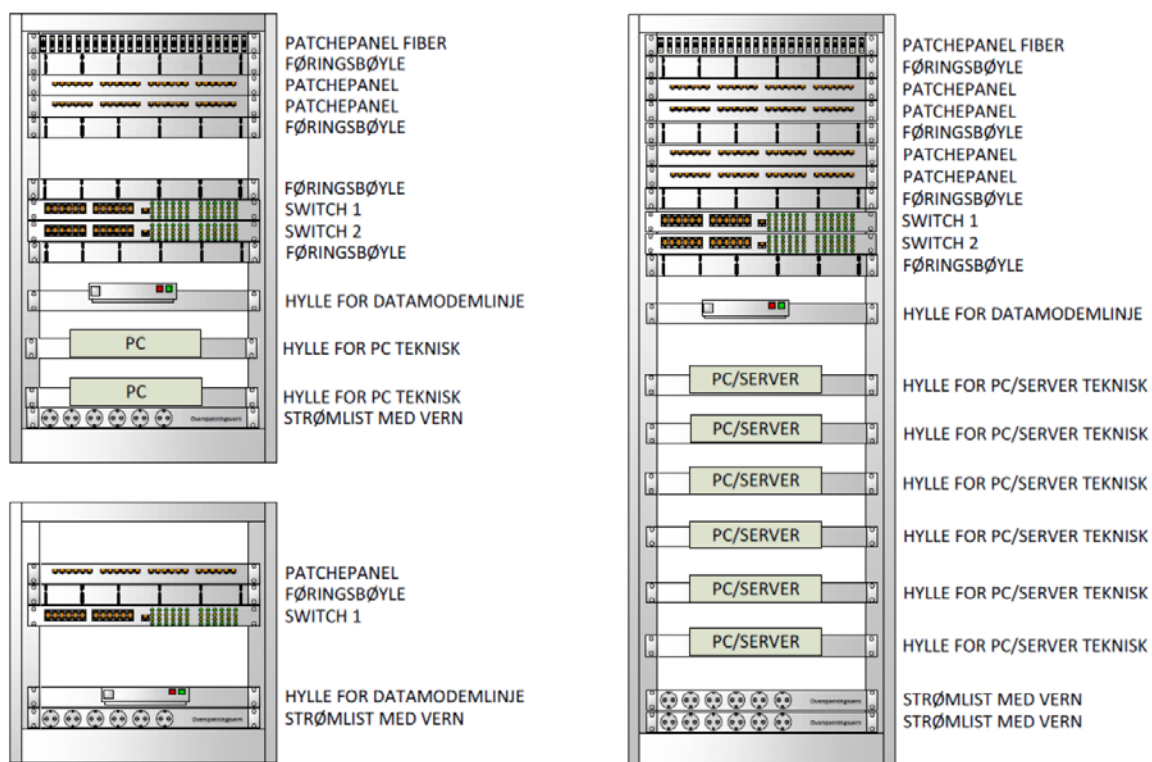 PATCHEPANEL FIBER
FØRINGSBØYLE
PATCHEPANEL
PATCHEPANEL
FØRINGSBØYLE
FØRINGSBØYLE
SWITCH 1
SWITCH 2
FØRINGSBØYLE
HYLLE FOR DATAMODEMLINJE
PC
HYLLE FOR PC TEKNISK
PC
HYLLE FOR PC TEKNISK
Overspenningsvern
STRØMLIST MED VERN
PATCHEPANEL
FØRINGSBØYLE
SWITCH 1
HYLLE FOR DATAMODEMLINJE
Overspenningsvern
STRØMLIST MED VERN
PATCHEPANEL FIBER
FØRINGSBØYLE
PATCHEPANEL
PATCHEPANEL
FØRINGSBØYLE
PATCHEPANEL
PATCHEPANEL
FØRINGSBØYLE
SWITCH 1
SWITCH 2
FØRINGSBØYLE
HYLLE FOR DATAMODEMLINJE
PC/SERVER
HYLLE FOR PC/SERVER TEKNISK
PC/SERVER
HYLLE FOR PC/SERVER TEKNISK
PC/SERVER
HYLLE FOR PC/SERVER TEKNISK
PC/SERVER
HYLLE FOR PC/SERVER TEKNISK
PC/SERVER
HYLLE FOR PC/SERVER TEKNISK
PC/SERVER
HYLLE FOR PC/SERVER TEKNISK
Overspenningsvern
STRØMLIST MED VERN
Overspenningsvern
STRØMLIST MED VERN